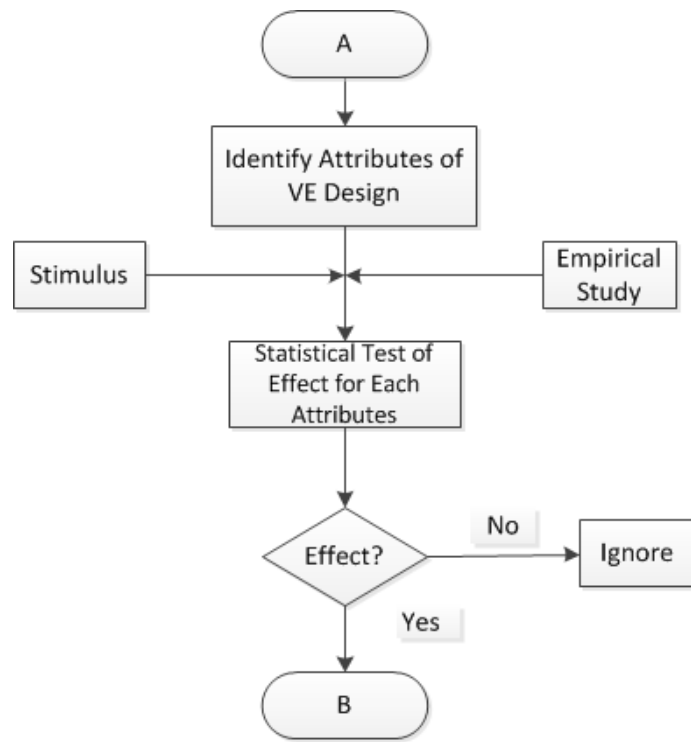 A
Identify Attributes of
VE Design
Stimulus
Empirical
Study
Statistical Test of
Effect for Each
Attributes
Effect?
No
Ignore
Yes
B